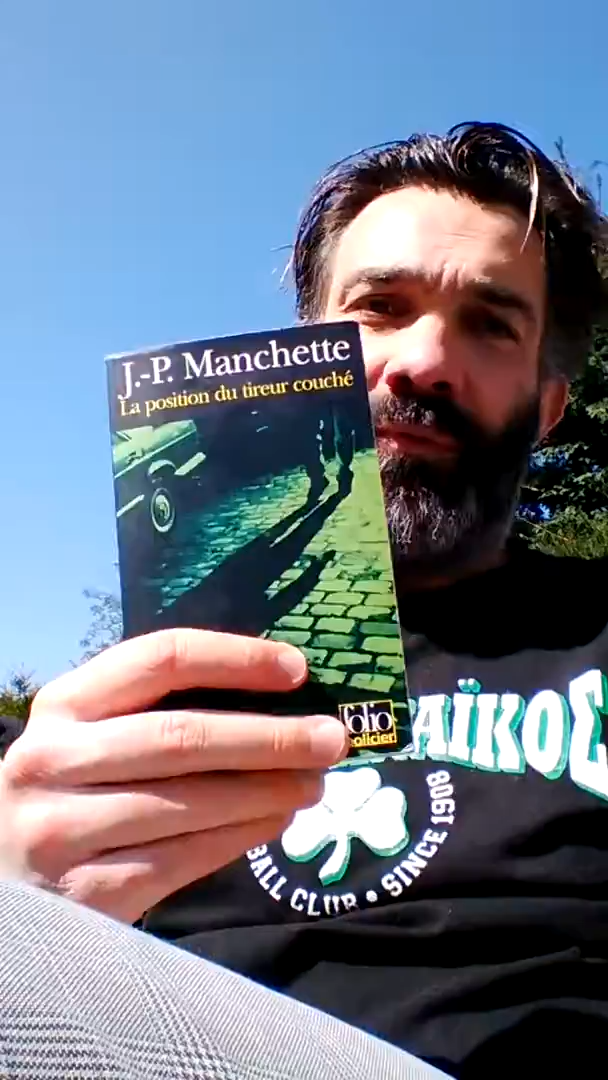 J.-P. Manchette
La position du tireur couché
folio
policier
ΑΪΚΟΣ
BALL CLUB • SINCE 1908